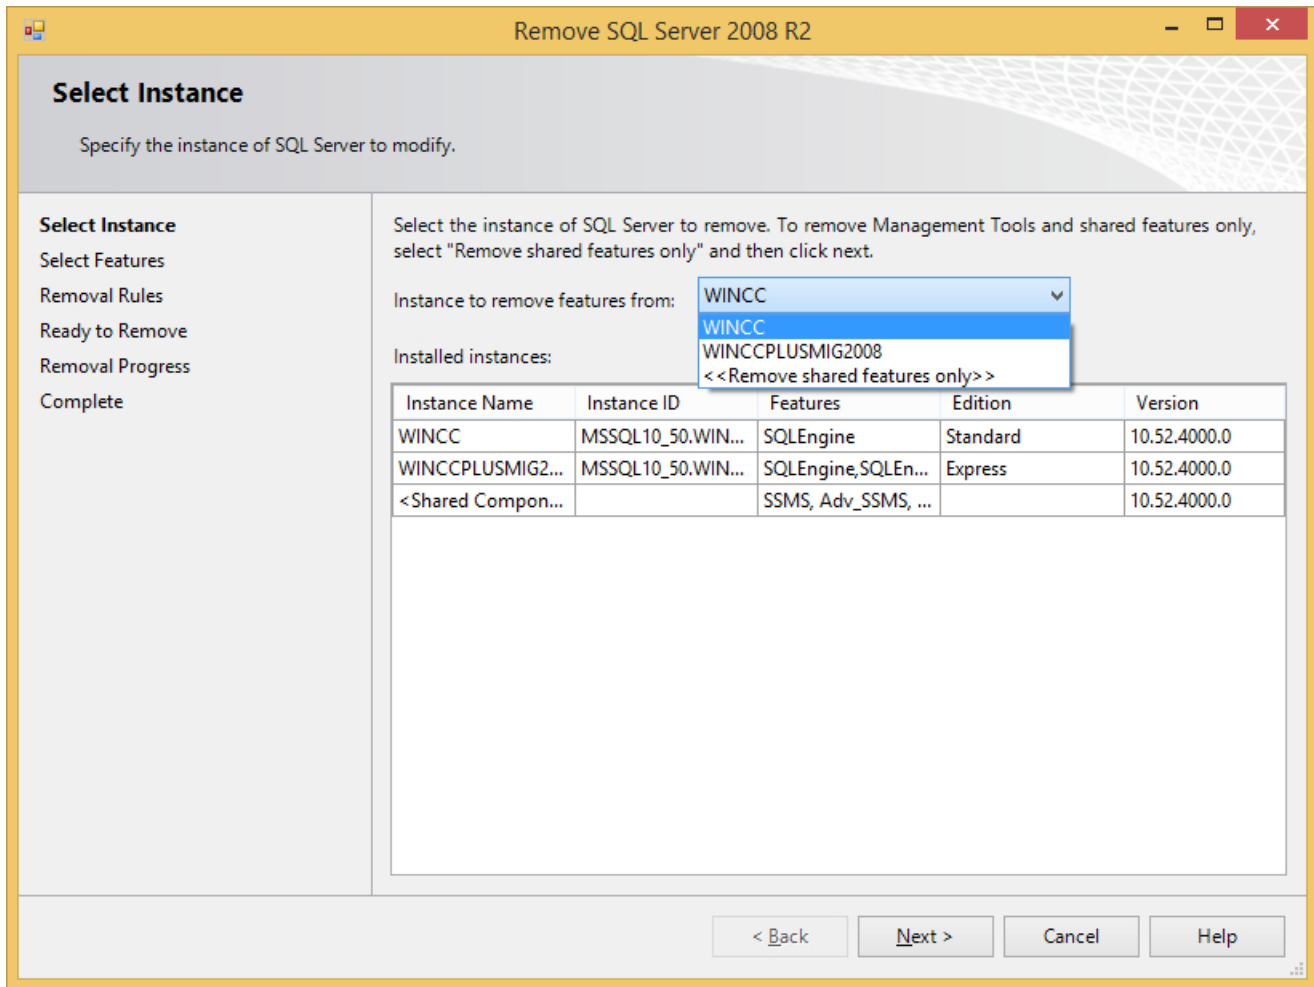 Remove SQL Server 2008 R2
Select Instance
Specify the instance of SQL Server to modify.
Select Instance
Select Features
Removal Rules
Ready to Remove
Removal Progress
Complete
Select the instance of SQL Server to remove. To remove Management Tools and shared features only,
select "Remove shared features only" and then click next.
Instance to remove features from: WINCC
WINCC
WINCCPLUSMIG2008
<<Remove shared features only>>
Installed instances:
Instance Name Instance ID Features Edition Version
WINCC MSSQL10_50.WIN... SQLEngine Standard 10.52.4000.0
WINCCPLUSMIG2... MSSQL10_50.WIN... SQLEngine,SQLEn... Express 10.52.4000.0
<Shared Compon... SSMS, Adv_SSMS, ... 10.52.4000.0
< Back Next > Cancel Help